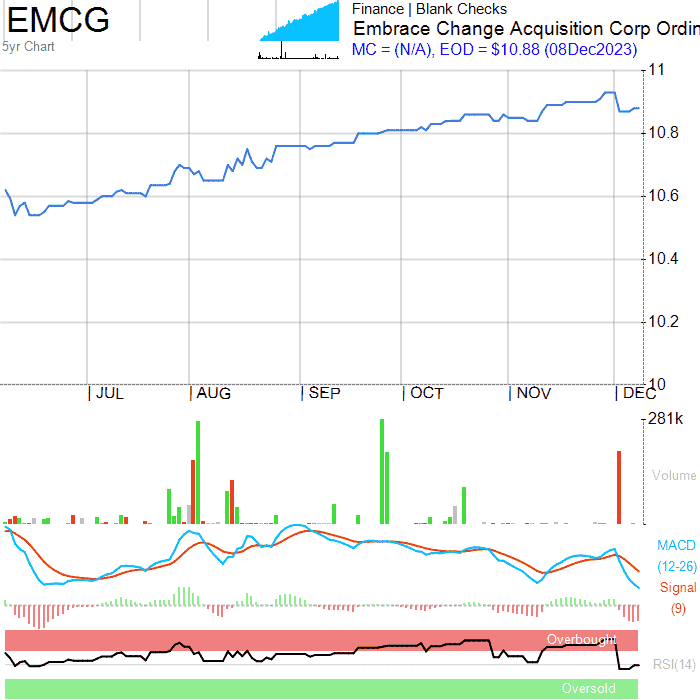 EMCG
5yr Chart
Finance | Blank Checks
Embrace Change Acquisition Corp Ordin
MC = (N/A), EOD = $10.88 (08Dec2023)
11
10.8
10.6
10.4
10.2
10
JUL AUG SEP OCT NOV DEC
281k
Volume
MACD
(12-26)
Signal
(9)
Overbought
RSI(14)
Oversold